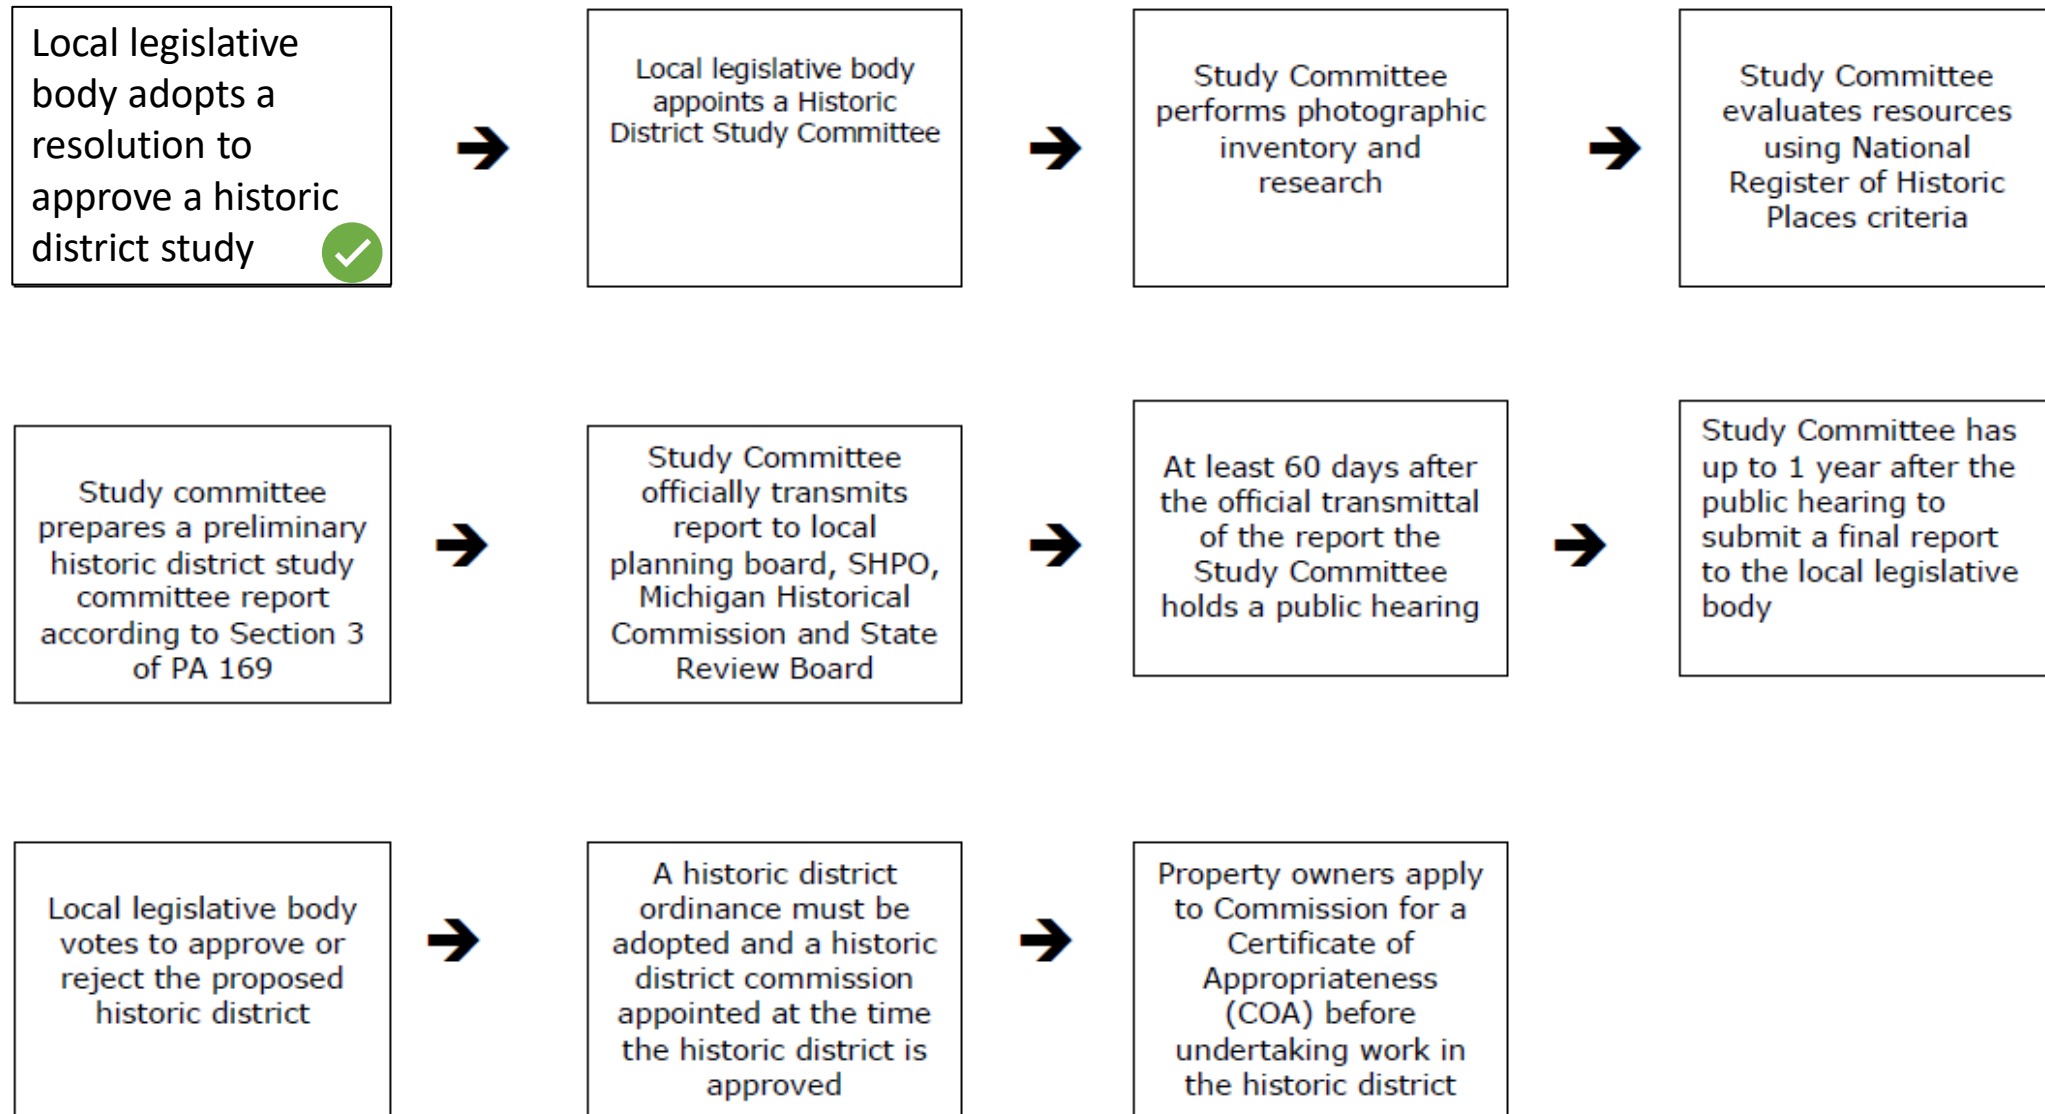 Local legislative
body adopts a
resolution to
approve a historic
district study
Local legislative body
appoints a Historic
District Study Committee
Study Committee
performs photographic
inventory and
research
Study Committee
evaluates resources
using National
Register of Historic
Places criteria
Study committee
prepares a preliminary
historic district study
committee report
according to Section 3
of PA 169
Study Committee
officially transmits
report to local
planning board, SHPO,
Michigan Historical
Commission and State
Review Board
At least 60 days after
the official transmittal
of the report the
Study Committee
holds a public hearing
Study Committee has
up to 1 year after the
public hearing to
submit a final report
to the local legislative
body
Local legislative body
votes to approve or
reject the proposed
historic district
A historic district
ordinance must be
adopted and a historic
district commission
appointed at the time
the historic district is
approved
Property owners apply
to Commission for a
Certificate of
Appropriateness
(COA) before
undertaking work in
the historic district